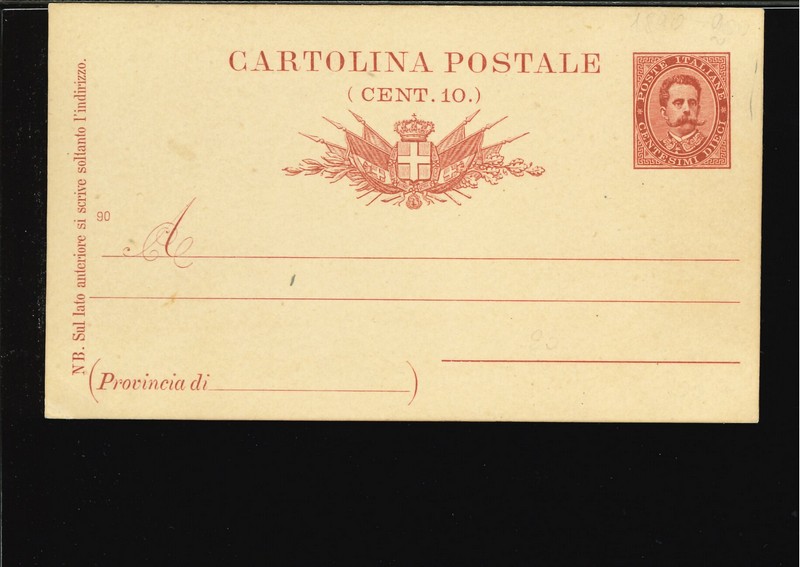 1890
CARTOLINA POSTALE
(CENT. 10.)
POSTE ITALIANE
CENTESIMI DIECI
NB. Sul lato anteriore si scrive soltanto l'indirizzo.
90
A
(Provincia di )